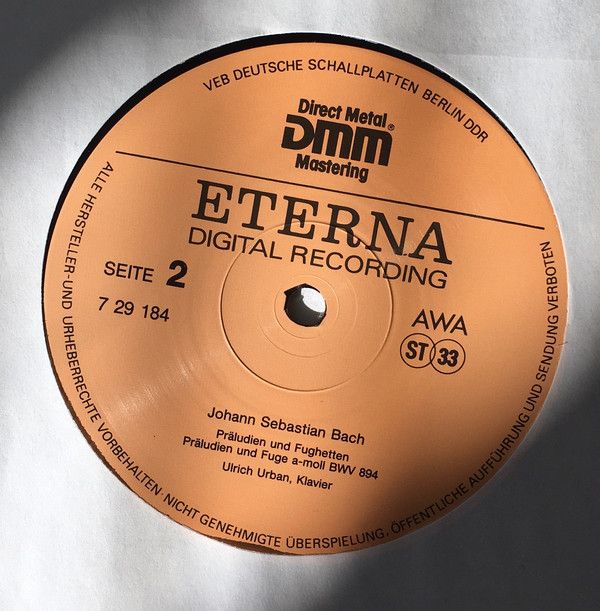 VEB DEUTSCHE SCHALLPLATTEN BERLIN DDR
Direct Metal
DMM®
Mastering
ETERNA
DIGITAL RECORDING
SEITE 2
7 29 184
AWA
ST 33
Johann Sebastian Bach
Präludien und Fughetten
Präludien und Fuge a-moll BWV 894
Ulrich Urban, Klavier
ALLE HERSTELLER-UND URHEBERRECHTE VORBEHALTEN · NICHT GENEHMIGTE ÜBERSPIELUNG, ÖFFENTLICHE AUFFÜHRUNG UND SENDUNG VERBOTEN